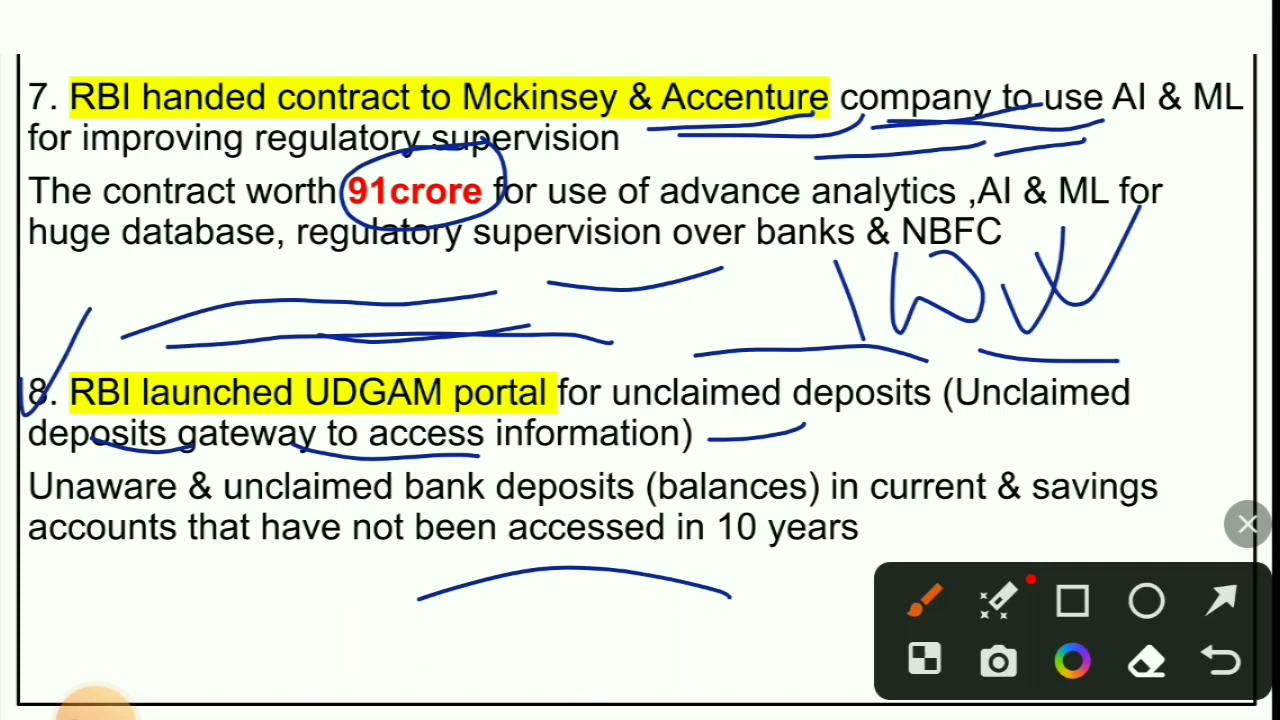 7. RBI handed contract to Mckinsey & Accenture company to use AI & ML
for improving regulatory supervision
The contract worth 91crore for use of advance analytics ,AI & ML for
huge database, regulatory supervision over banks & NBFC
8. RBI launched UDGAM portal for unclaimed deposits (Unclaimed
deposits gateway to access information)
Unaware & unclaimed bank deposits (balances) in current & savings
accounts that have not been accessed in 10 years